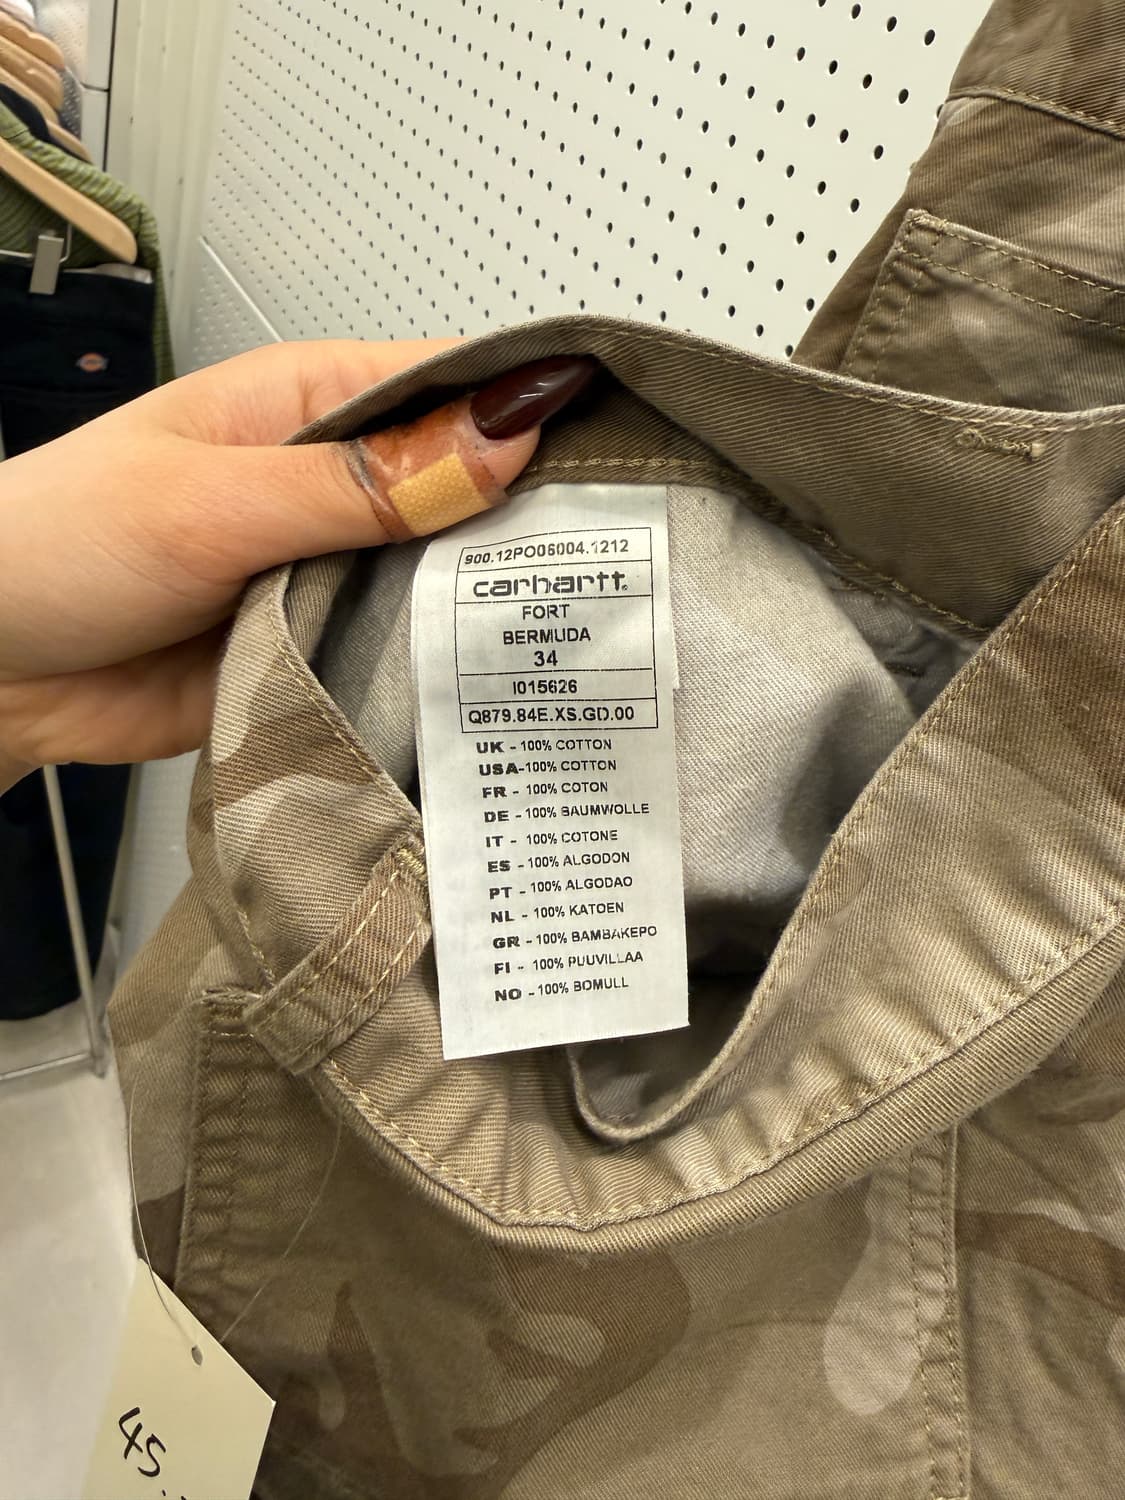 900.12PO06004.1212
carhartt.
FORT
BERMUDA
34
I015626
Q879.84E.XS.GD.00
UK - 100% COTTON
USA-100% COTTON
FR - 100% COTON
DE - 100% BAUMWOLLE
IT - 100% COTONE
ES - 100% ALGODON
PT - 100% ALGODAO
NL - 100% KATOEN
GR - 100% BAMBAKEPO
FI - 100% PUUVILLAA
NO - 100% BOMULL
45.